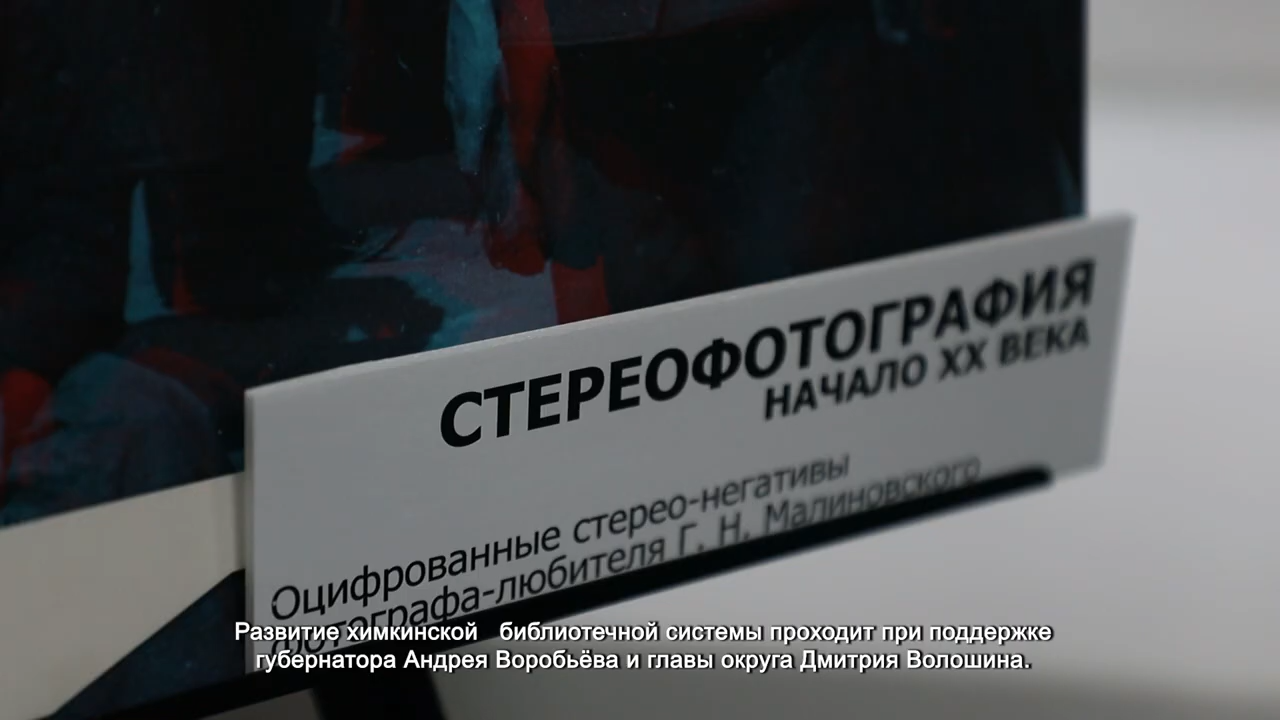 СТЕРЕОФОТОГРАФИЯ
НАЧАЛО XX ВЕКА
Оцифрованные стерео-негативы
фотографа-любителя Г. Н. Малиновского
Развитие химкинской библиотечной системы проходит при поддержке
губернатора Андрея Воробьёва и главы округа Дмитрия Волошина.